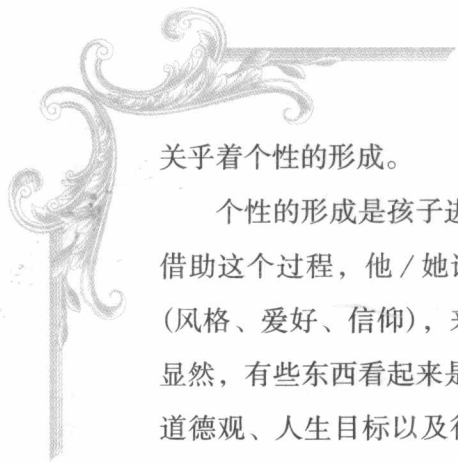 关乎着个性的形成。
个性的形成是孩子进
借助这个过程，他／她
(风格、爱好、信仰)，
显然，有些东西看起来是
道德观、人生目标以及